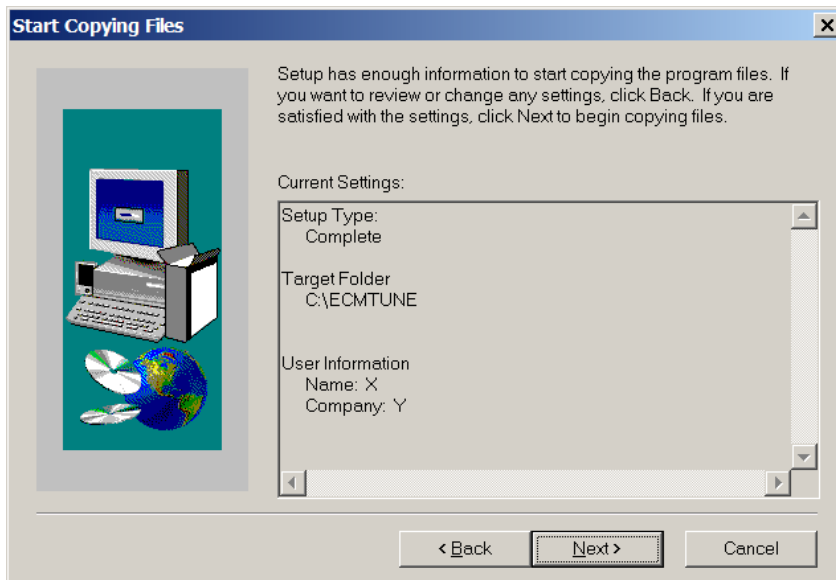 Start Copying Files
Setup has enough information to start copying the program files. If
you want to review or change any settings, click Back. If you are
satisfied with the settings, click Next to begin copying files.
Current Settings:
Setup Type:
Complete
Target Folder
C:\ECMTUNE
User Information
Name: X
Company: Y
< Back
Next >
Cancel